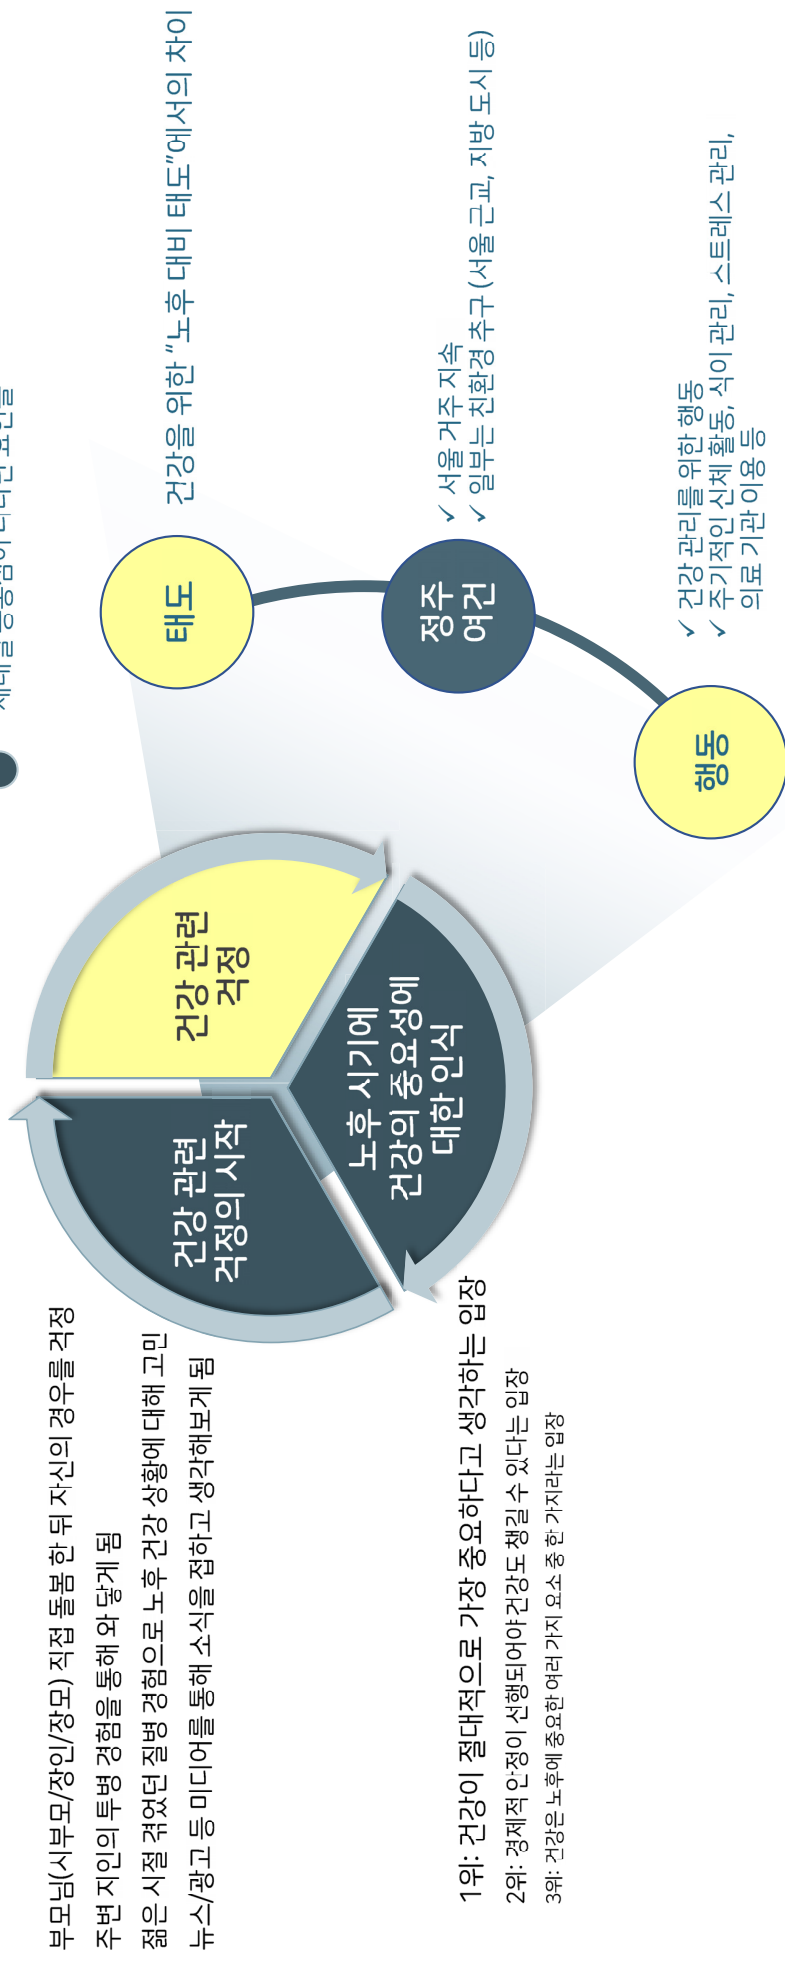 부모님(시부모/장인/장모) 직접 돌봄 한 뒤 자신의 경우를 걱정
주변 지인의 투병 경험을 통해 와 닿게 됨
젊은 시절 겪었던 질병 경험으로 노후 건강 상황에 대해 고민
뉴스/광고 등 미디어를 통해 소식을 접하고 생각해보게 됨
1위: 건강이 절대적으로 가장 중요하다고 생각하는 입장
2위: 경제적 안정이 선행되어야 건강도 챙길 수 있다는 입장
3위: 건강은 노후에 중요한 여러 가지 요소 중 한 가지라는 입장
건강 관련
걱정의 시작
건강 관련
걱정
노후 시기에
건강의 중요성에
대한 인식
태도
건강을 위한 “노후 대비 태도”에서의 차이
정주
여건
✓ 서울 거주 지속
✓ 일부는 친환경 추구 (서울 근교, 지방 도시 등)
행동
✓ 건강 관리를 위한 행동
✓ 주기적인 신체 활동, 식이 관리, 스트레스 관리,
의료 기관 이용 등